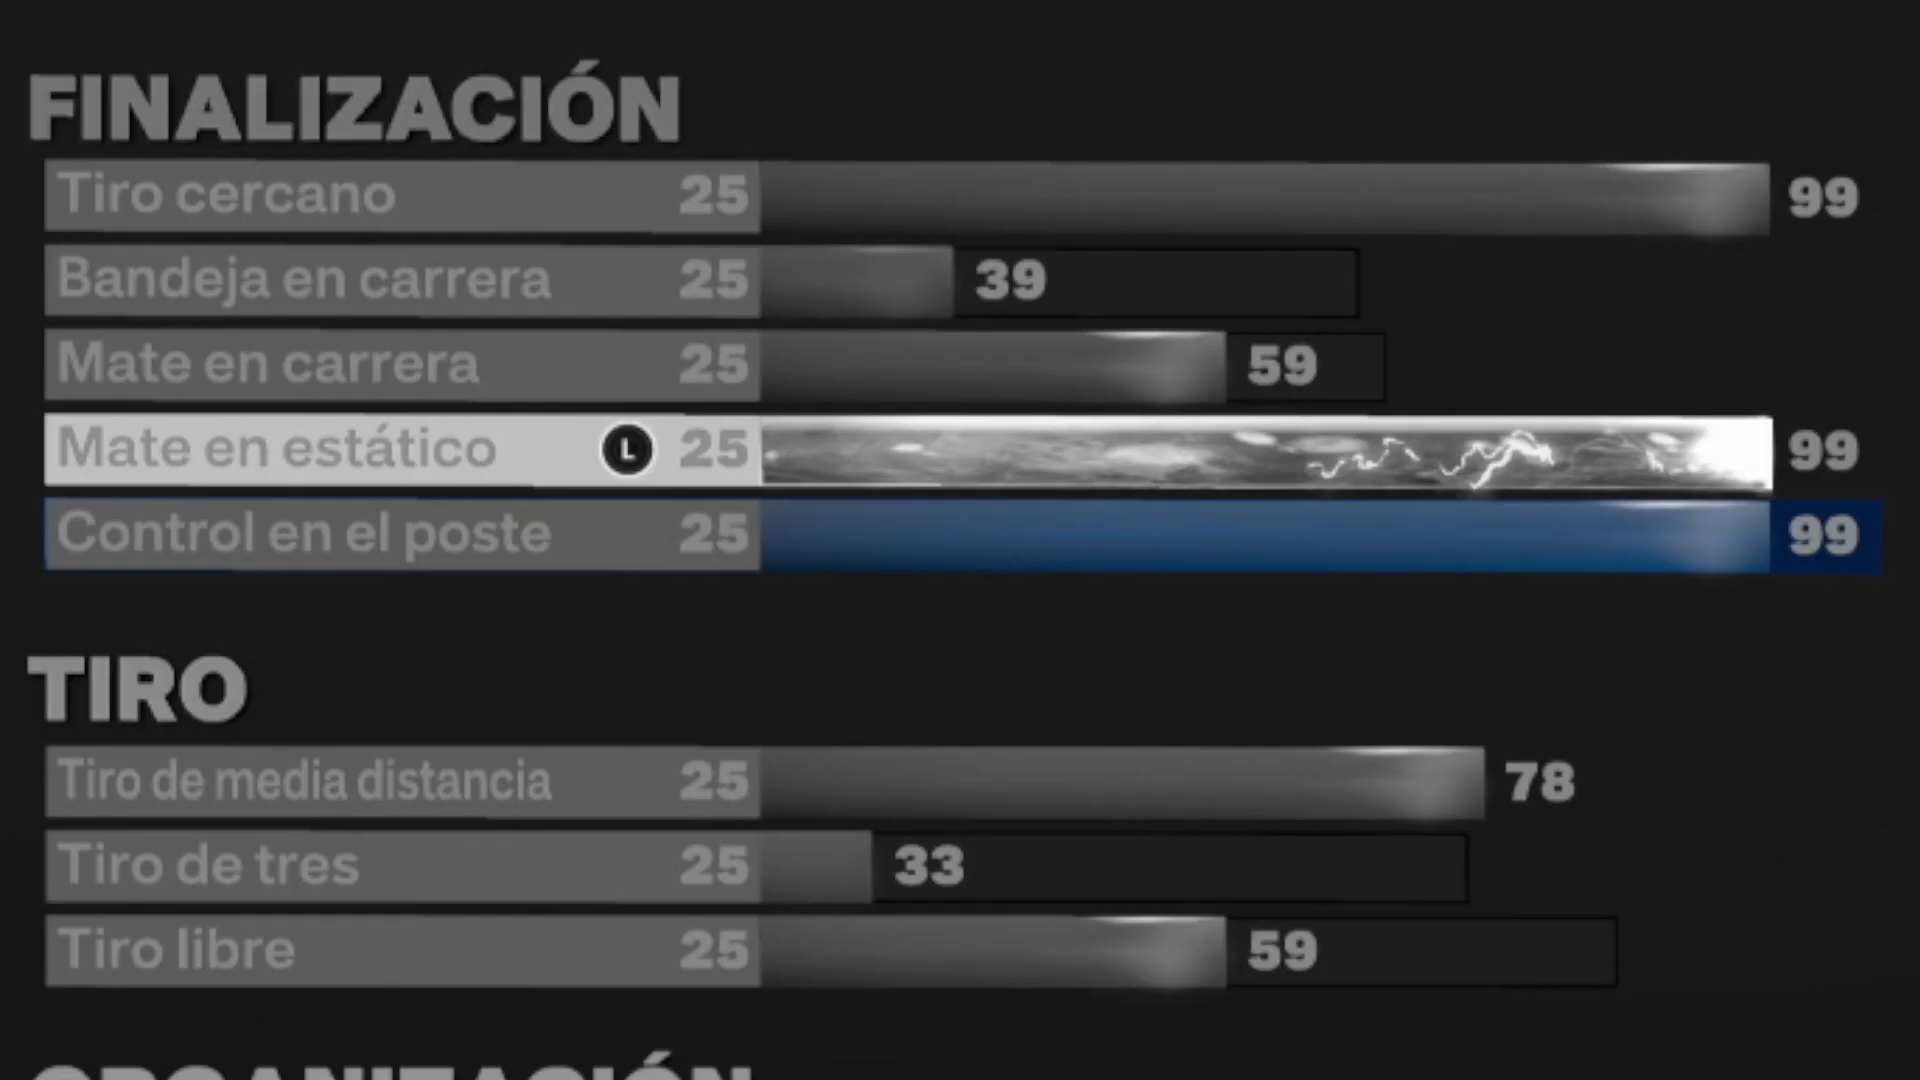 FINALIZACIÓN
Tiro cercano 25 99
Bandeja en carrera 25 39
Mate en carrera 25 59
Mate en estático L 25 99
Control en el poste 25 99
TIRO
Tiro de media distancia 25 78
Tiro de tres 25 33
Tiro libre 25 59
ORGANIZACIÓN